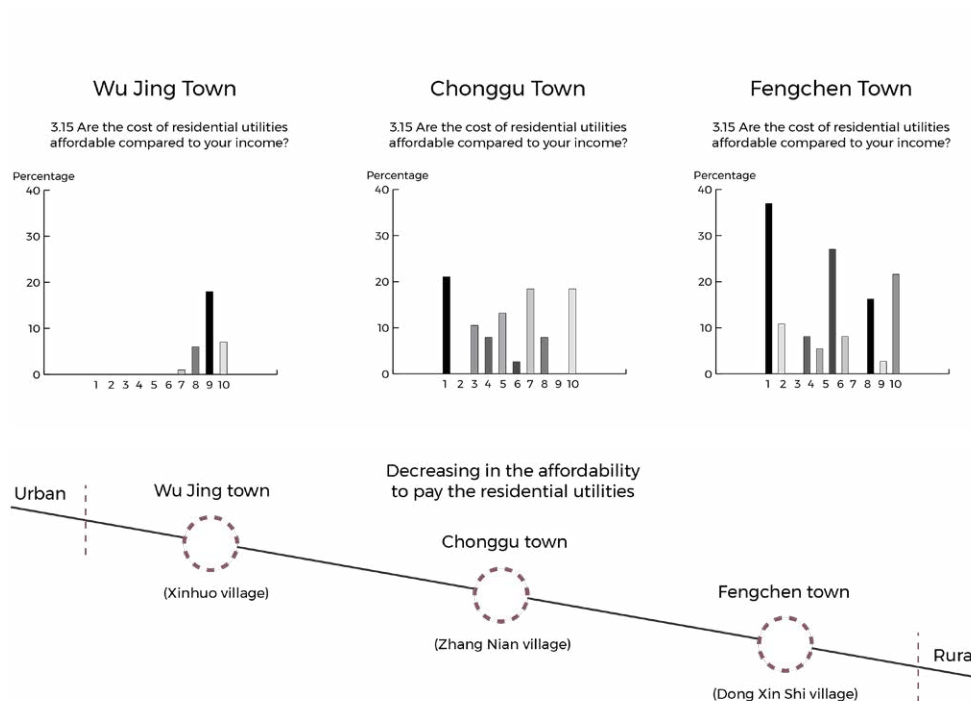 Wu Jing Town
3.15 Are the cost of residential utilities
affordable compared to your income?
Percentage
40
30
20
10
0
1 2 3 4 5 6 7 8 9 10
Chonggu Town
3.15 Are the cost of residential utilities
affordable compared to your income?
Percentage
40
30
20
10
0
1 2 3 4 5 6 7 8 9 10
Fengchen Town
3.15 Are the cost of residential utilities
affordable compared to your income?
Percentage
40
30
20
10
0
1 2 3 4 5 6 7 8 9 10
Decreasing in the affordability
to pay the residential utilities
Urban
Wu Jing town
(Xinhuo village)
Chonggu town
(Zhang Nian village)
Fengchen town
(Dong Xin Shi village)
Rura